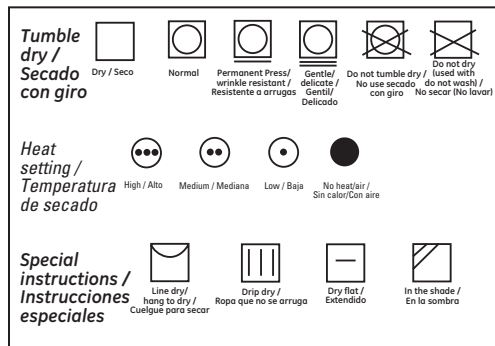 Tumble
dry /
Secado
con giro
Dry / Seco
Normal
Permanent Press/
wrinkle resistant /
Resistente a arrugas
Gentle/
delicate /
Gentil/
Delicado
Do not tumble dry /
No use secado
con giro
Do not dry
(used with
do not wash) /
No secar (No lavar)
Heat
setting /
Temperatura
de secado
High / Alto
Medium / Mediana
Low / Baja
No heat/air /
Sin calor/Con aire
Special
instructions /
Instrucciones
especiales
Line dry/
hang to dry /
Cuelgue para secar
Drip dry /
Ropa que no se arruga
Dry flat /
Extendido
In the shade /
En la sombra